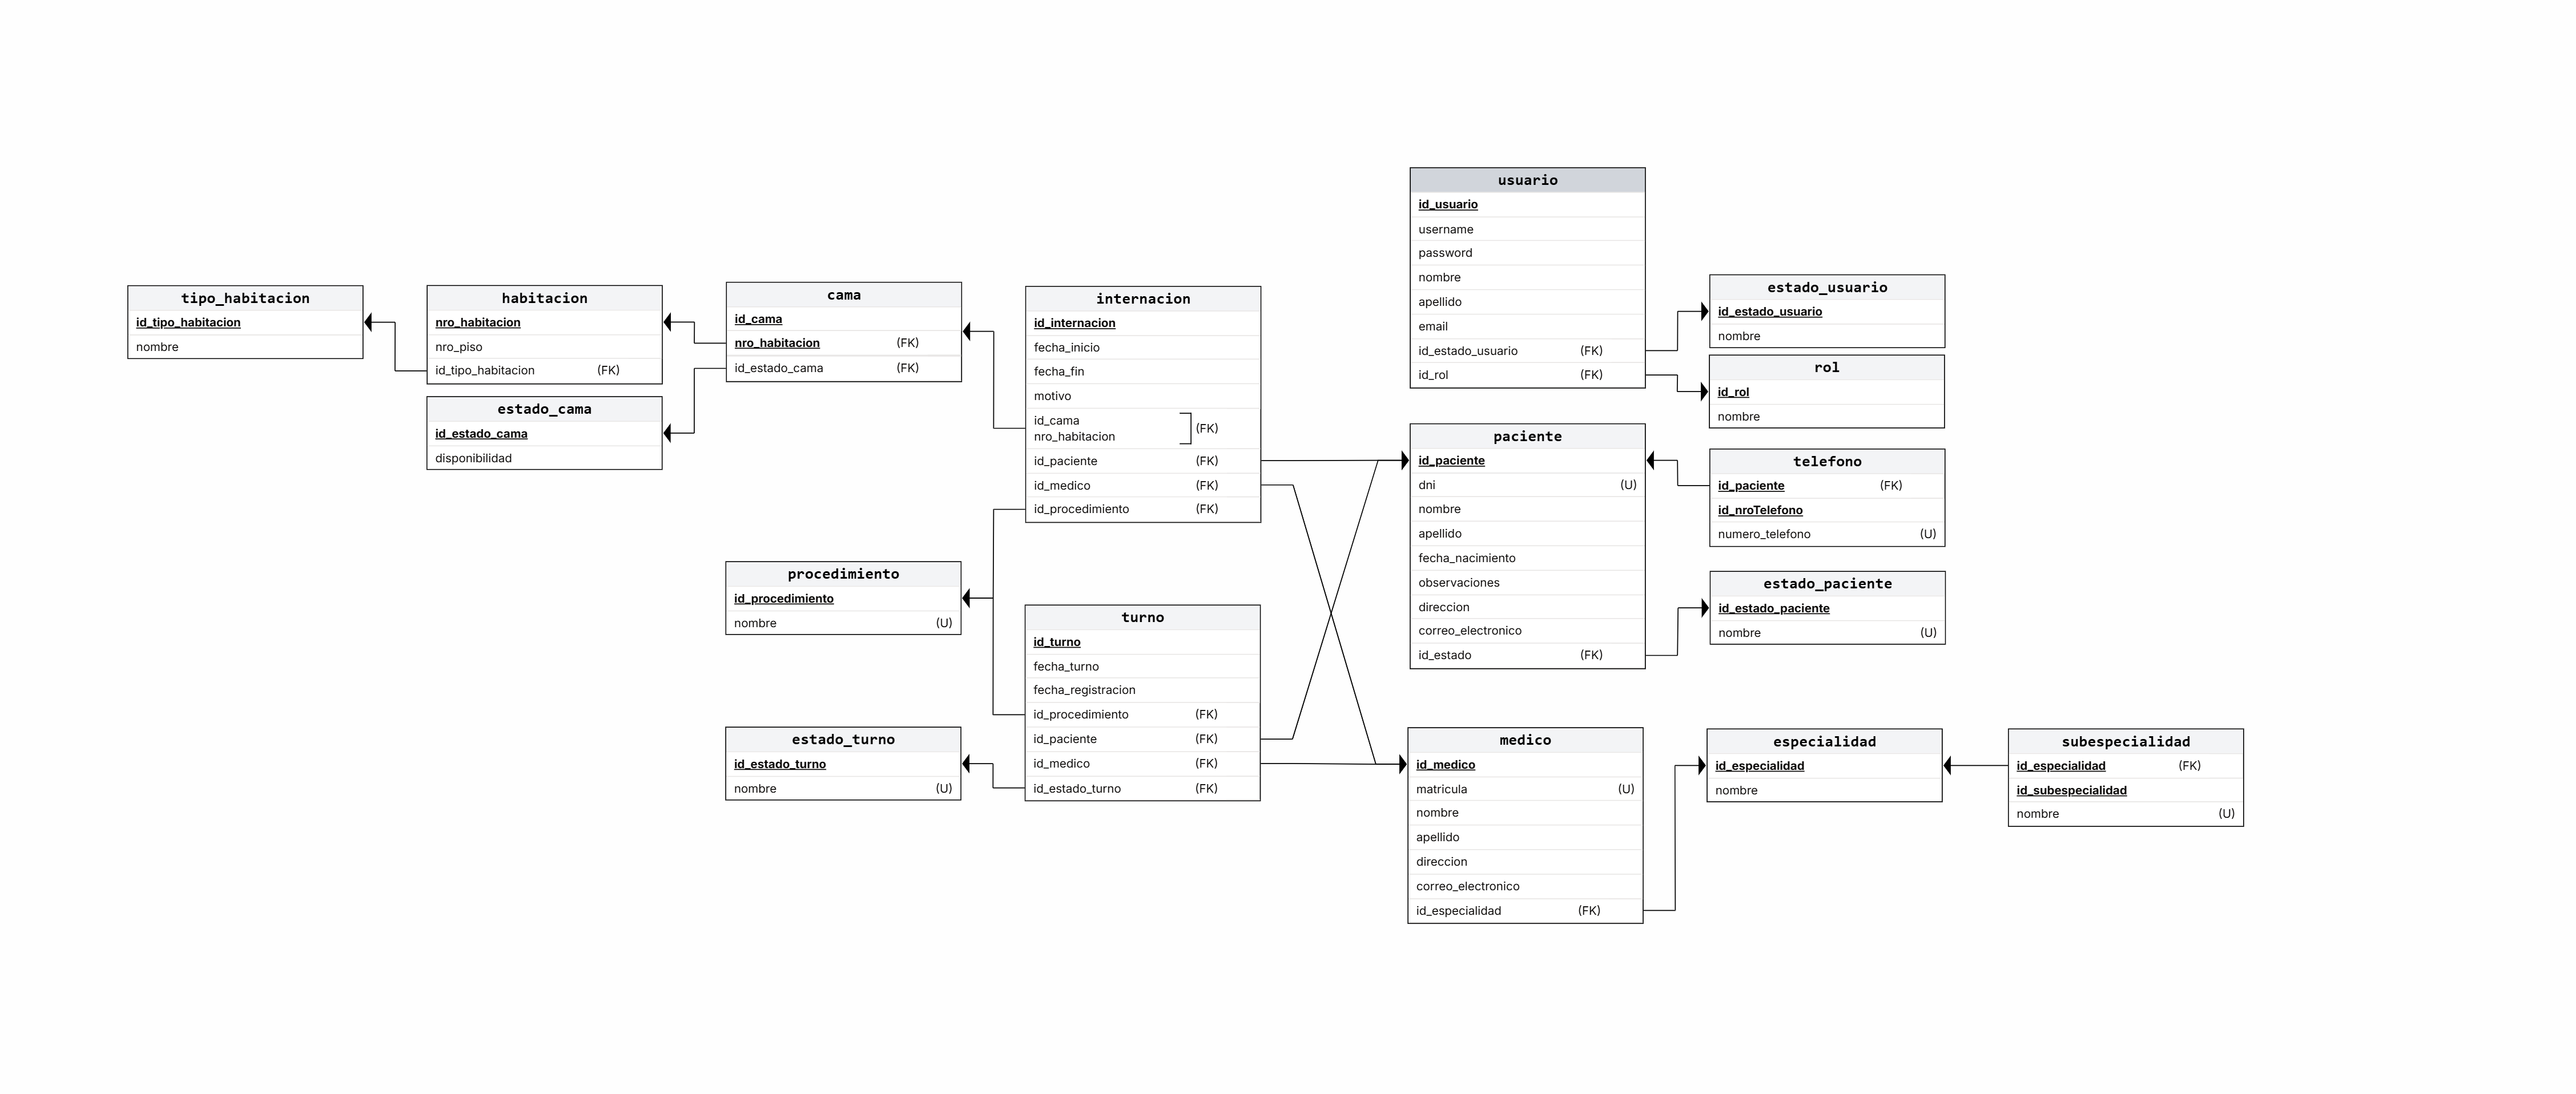 tipo_habitacion
id_tipo_habitacion
nombre
habitacion
nro_habitacion
nro_piso
id_tipo_habitacion (FK)
estado_cama
id_estado_cama
disponibilidad
cama
id_cama
nro_habitacion (FK)
id_estado_cama (FK)
internacion
id_internacion
fecha_inicio
fecha_fin
motivo
id_cama
nro_habitacion (FK)
id_paciente (FK)
id_medico (FK)
id_procedimiento (FK)
procedimiento
id_procedimiento
nombre (U)
estado_turno
id_estado_turno
nombre (U)
turno
id_turno
fecha_turno
fecha_registracion
id_procedimiento (FK)
id_paciente (FK)
id_medico (FK)
id_estado_turno (FK)
usuario
id_usuario
username
password
nombre
apellido
email
id_estado_usuario (FK)
id_rol (FK)
estado_usuario
id_estado_usuario
nombre
rol
id_rol
nombre
paciente
id_paciente
dni (U)
nombre
apellido
fecha_nacimiento
observaciones
direccion
correo_electronico
id_estado (FK)
telefono
id_paciente (FK)
id_nroTelefono
numero_telefono (U)
estado_paciente
id_estado_paciente
nombre (U)
medico
id_medico
matricula (U)
nombre
apellido
direccion
correo_electronico
id_especialidad (FK)
especialidad
id_especialidad
nombre
subespecialidad
id_especialidad (FK)
id_subespecialidad
nombre (U)